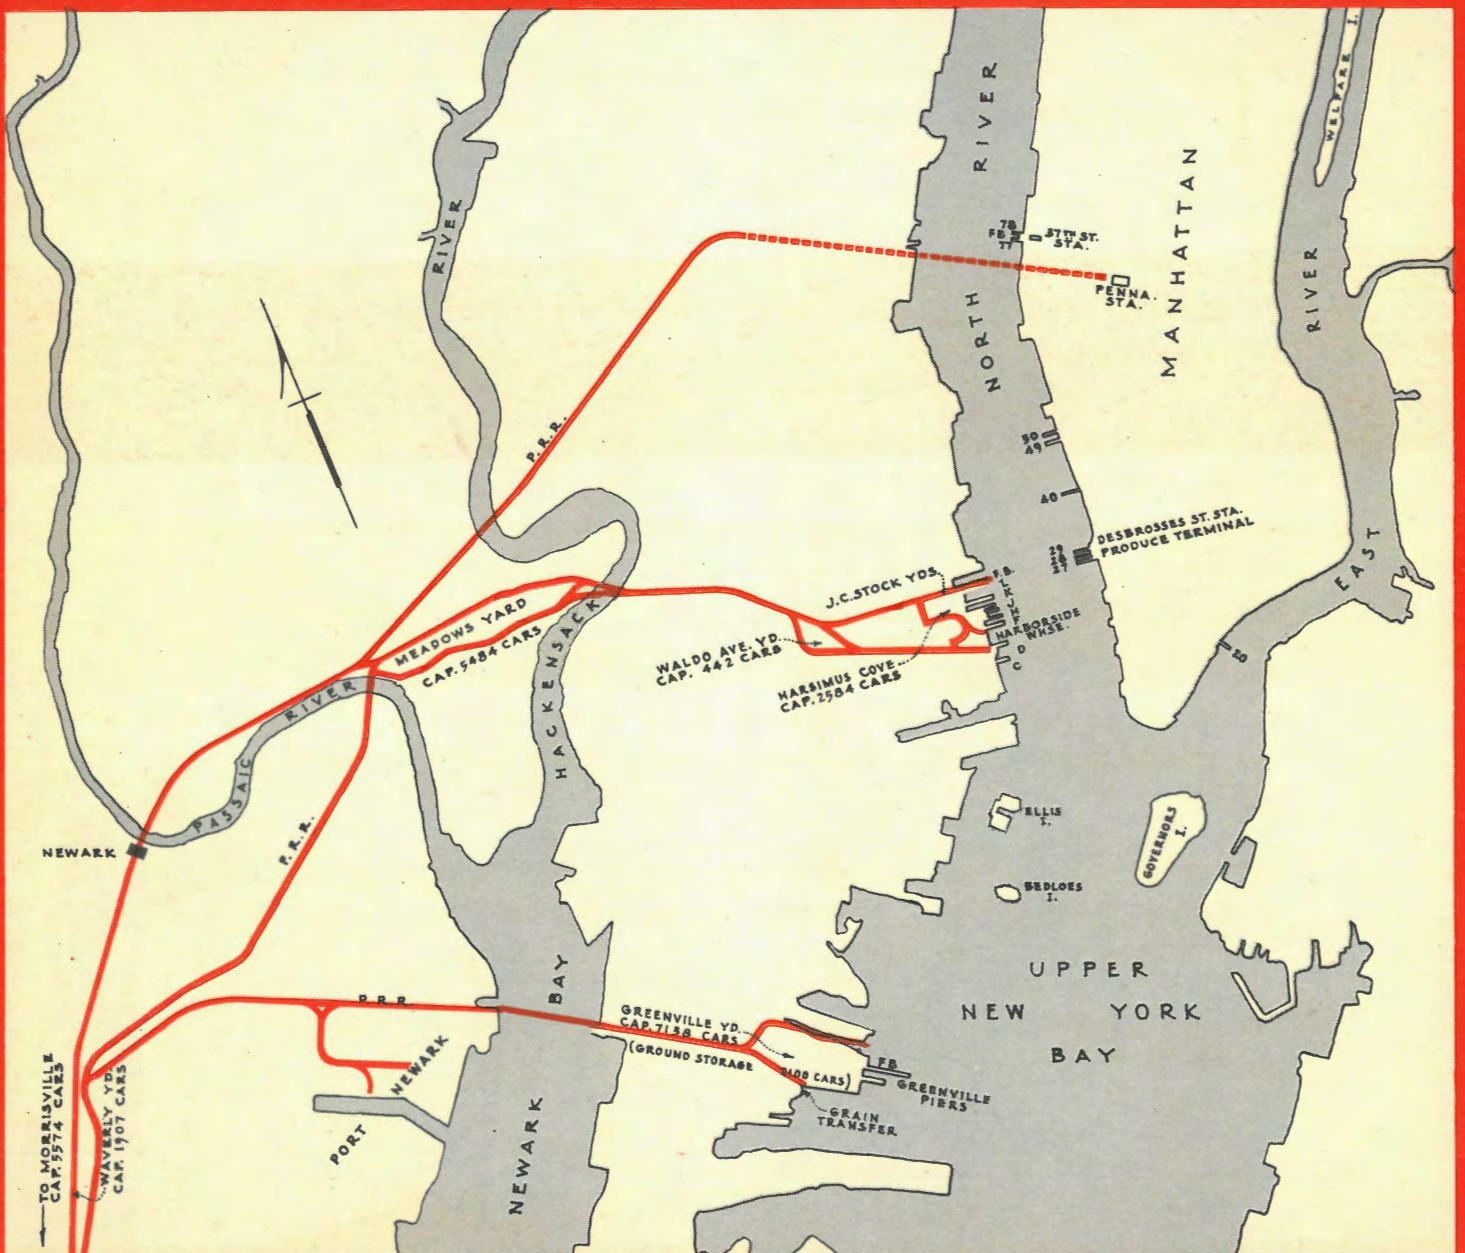 WELFARE I.
RIVER
RIVER
MANHATTAN
78
F.B.
77
37TH ST.
STA.
PENNA.
STA.
RIVER
NORTH
P.R.R.
50
49
40
DESBROSSES ST. STA.
PRODUCE TERMINAL
29
28
27
EAST
J.C. STOCK YDS.
F.B.
HARBORSIDE
WHSE.
D
C
MEADOWS YARD
CAP. 5484 CARS
WALDO AVE. YD.
CAP. 442 CARS
HARSIMUS COVE
CAP. 2584 CARS
20
RIVER
HACKENSACK
PASSAIC
P.R.R.
NEWARK
ELLIS
I.
GOVERNORS
I.
BEDLOES
I.
UPPER
NEW YORK
BAY
BAY
P.R.R.
GREENVILLE YD.
CAP. 7138 CARS
(GROUND STORAGE
CARS)
F.B.
GREENVILLE
PIERS
GRAIN
TRANSFER
NEWARK
PORT
NEWARK
TO MORRISVILLE
CAP. 5574 CARS
WAVERLY YD.
CAP. 1907 CARS